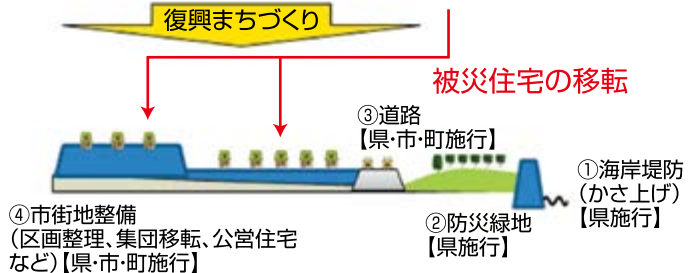 復興まちづくり
被災住宅の移転
③道路
【県・市・町施行】
①海岸堤防
(かさ上げ)
【県施行】
②防災緑地
【県施行】
④市街地整備
(区画整理、集団移転、公営住宅
など)【県・市・町施行】